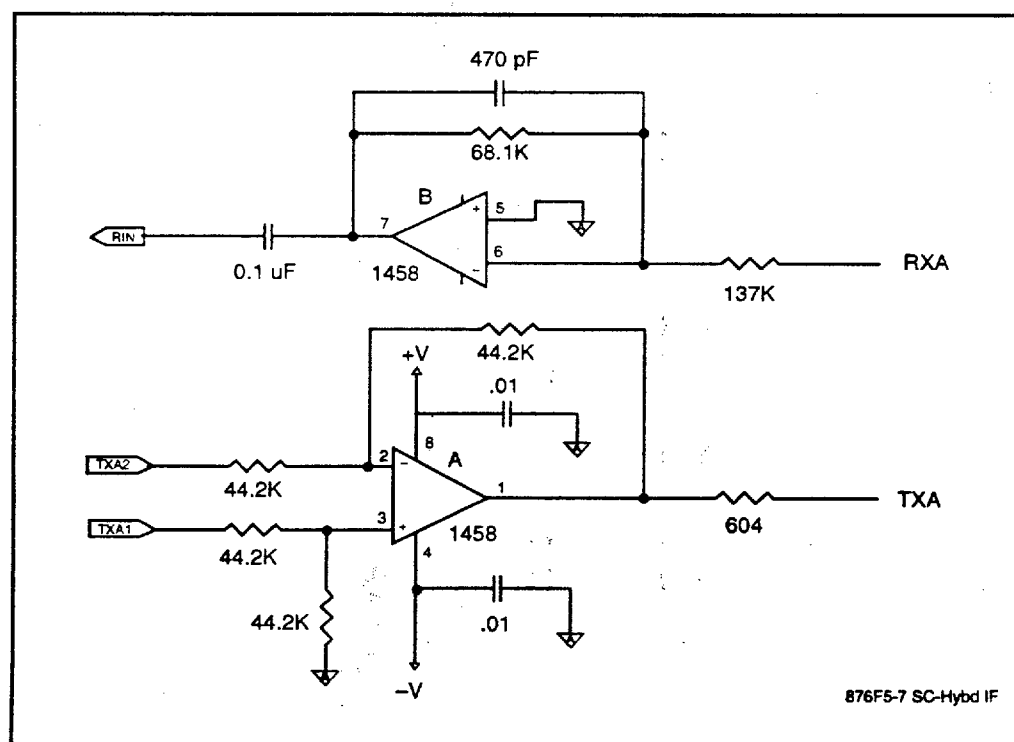 470 pF
68.1K
B
5
+
7
A
RIN
6
−
0.1 uF
1458
137K
RXA
44.2K
+V
.01
8
A
A
TXA2
2
−
1
44.2K
604
TXA
TXA1
3
+
1458
44.2K
4
44.2K
.01
A
A
−V
876F5-7 SC-Hybd IF